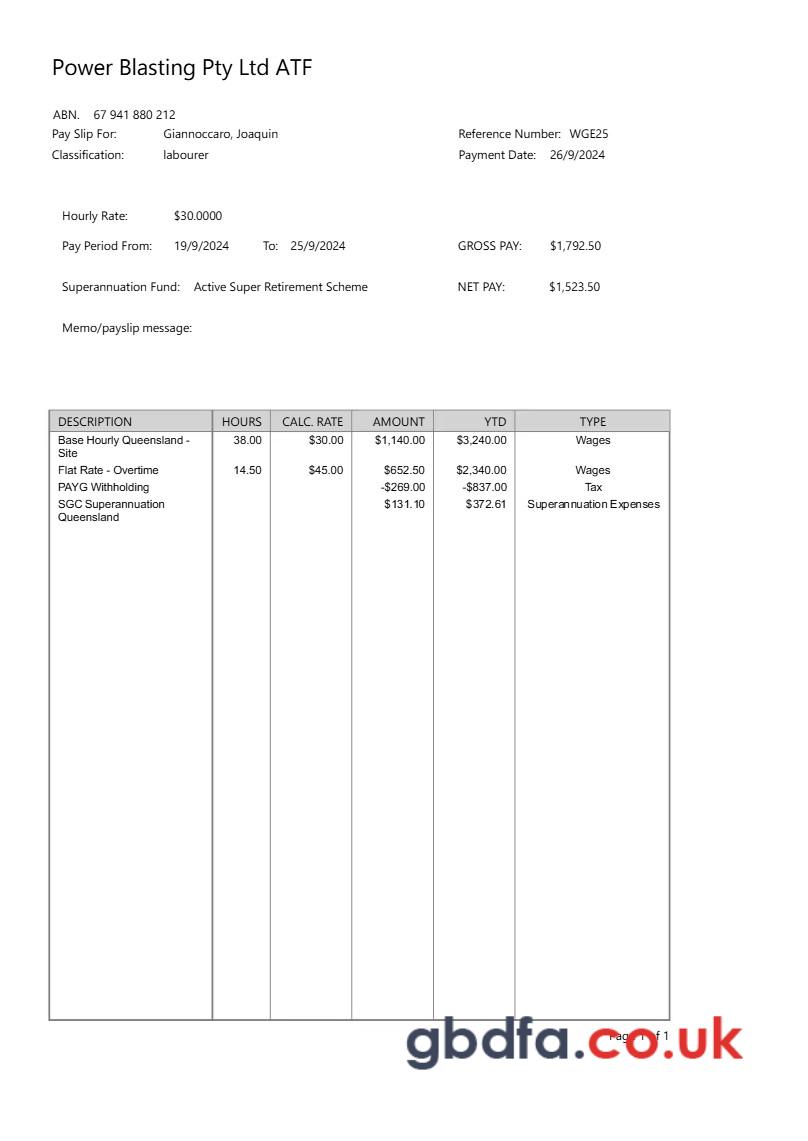 Power Blasting Pty Ltd ATF
ABN. 67 941 880 212
Pay Slip For: Giannoccaro, Joaquin Reference Number: WGE25
Classification: labourer Payment Date: 26/9/2024
Hourly Rate: $30.0000
Pay Period From: 19/9/2024 To: 25/9/2024 GROSS PAY: $1,792.50
Superannuation Fund: Active Super Retirement Scheme NET PAY: $1,523.50
Memo/payslip message:
DESCRIPTION HOURS CALC. RATE AMOUNT YTD TYPE
Base Hourly Queensland - 38.00 $30.00 $1,140.00 $3,240.00 Wages
Site
Flat Rate - Overtime 14.50 $45.00 $652.50 $2,340.00 Wages
PAYG Withholding -$269.00 -$837.00 Tax
SGC Superannuation $131.10 $372.61 Superannuation Expenses
Queensland
Page 1 of 1
gbdfa.co.uk